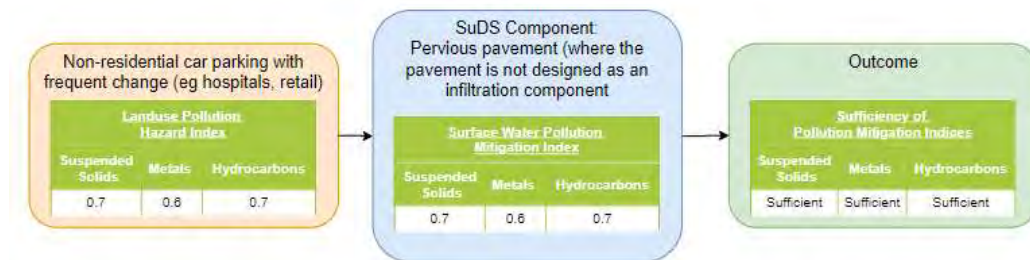 Non-residential car parking with
frequent change (eg hospitals, retail)
Landuse Pollution
Hazard Index
Suspended
Solids
Metals
Hydrocarbons
0.7
0.6
0.7
SuDS Component:
Pervious pavement (where the
pavement is not designed as an
infiltration component
Surface Water Pollution
Mitigation Index
Suspended
Solids
Metals
Hydrocarbons
0.7
0.6
0.7
Outcome
Sufficiency of
Pollution Mitigation Indices
Suspended
Solids
Metals
Hydrocarbons
Sufficient
Sufficient
Sufficient